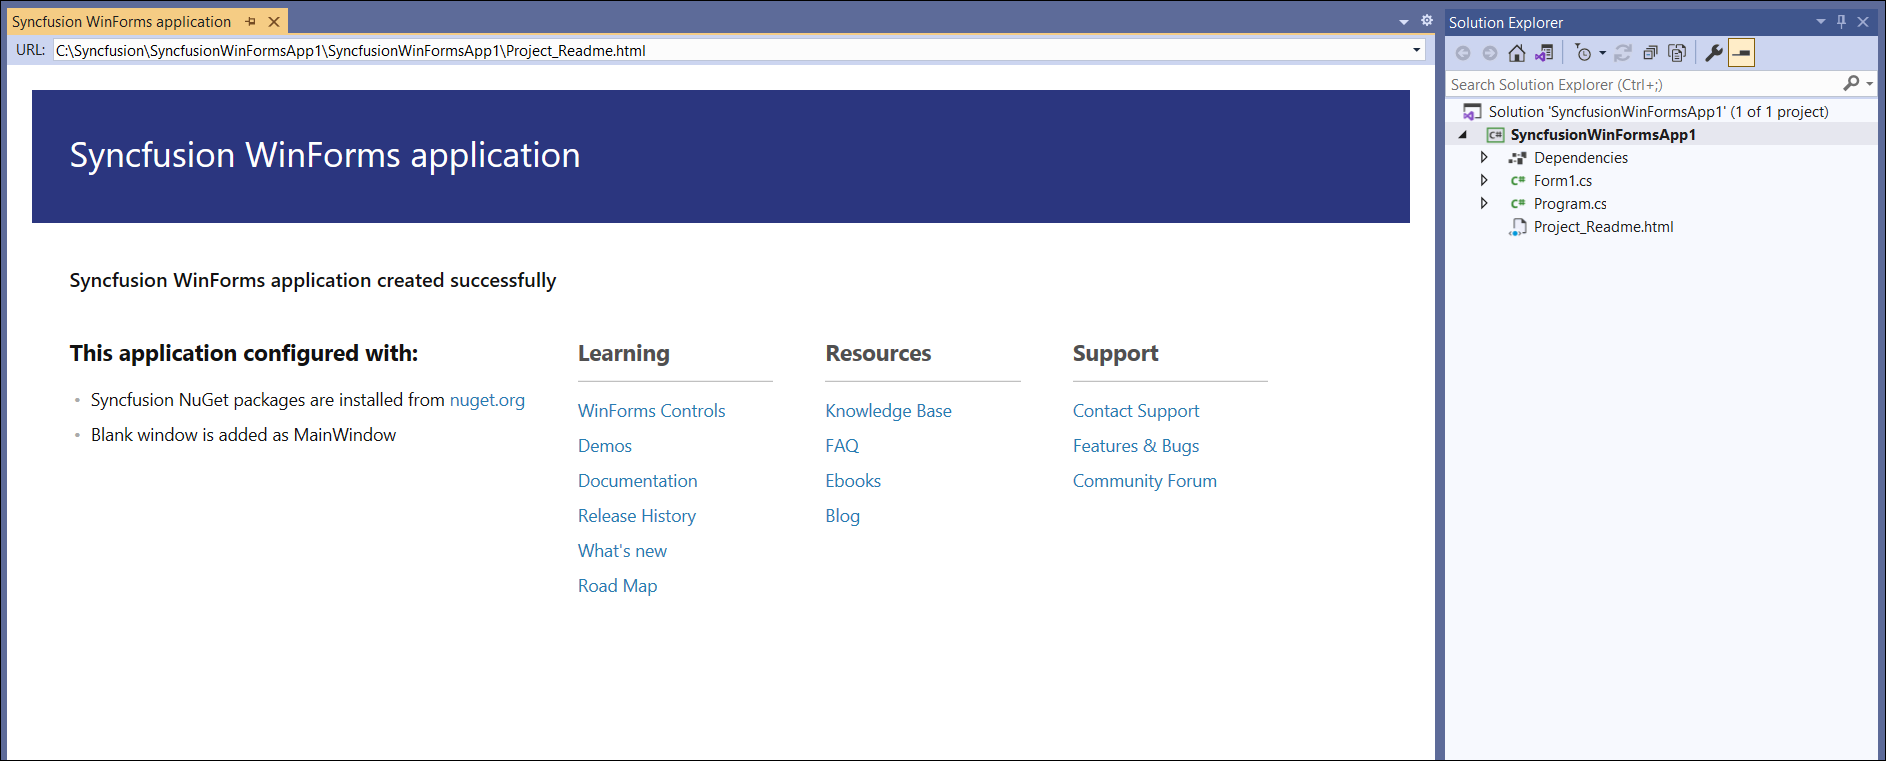 Syncfusion WinForms application
URL: C:\Syncfusion\SyncfusionWinFormsApp1\SyncfusionWinFormsApp1\Project_Readme.html
Syncfusion WinForms application
Syncfusion WinForms application created successfully
This application configured with:
Syncfusion NuGet packages are installed from nuget.org
Blank window is added as MainWindow
Learning
WinForms Controls
Demos
Documentation
Release History
What's new
Road Map
Resources
Knowledge Base
FAQ
Ebooks
Blog
Support
Contact Support
Features & Bugs
Community Forum
Solution Explorer
Search Solution Explorer (Ctrl+;)
Solution 'SyncfusionWinFormsApp1' (1 of 1 project)
C# SyncfusionWinFormsApp1
Dependencies
C# Form1.cs
C# Program.cs
Project_Readme.html